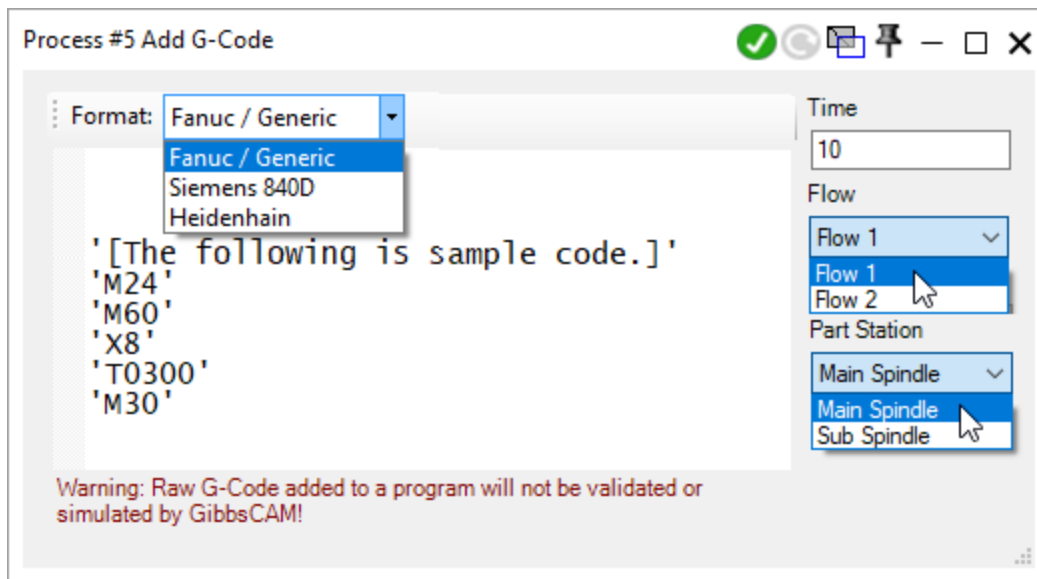 Process #5 Add G-Code
Format: Fanuc / Generic
Fanuc / Generic
Siemens 840D
Heidenhain
'[The following is sample code.]'
'M24'
'M60'
'X8'
'T0300'
'M30'
Warning: Raw G-Code added to a program will not be validated or
simulated by GibbsCAM!
Time
10
Flow
Flow 1
Flow 1
Flow 2
Part Station
Main Spindle
Main Spindle
Sub Spindle